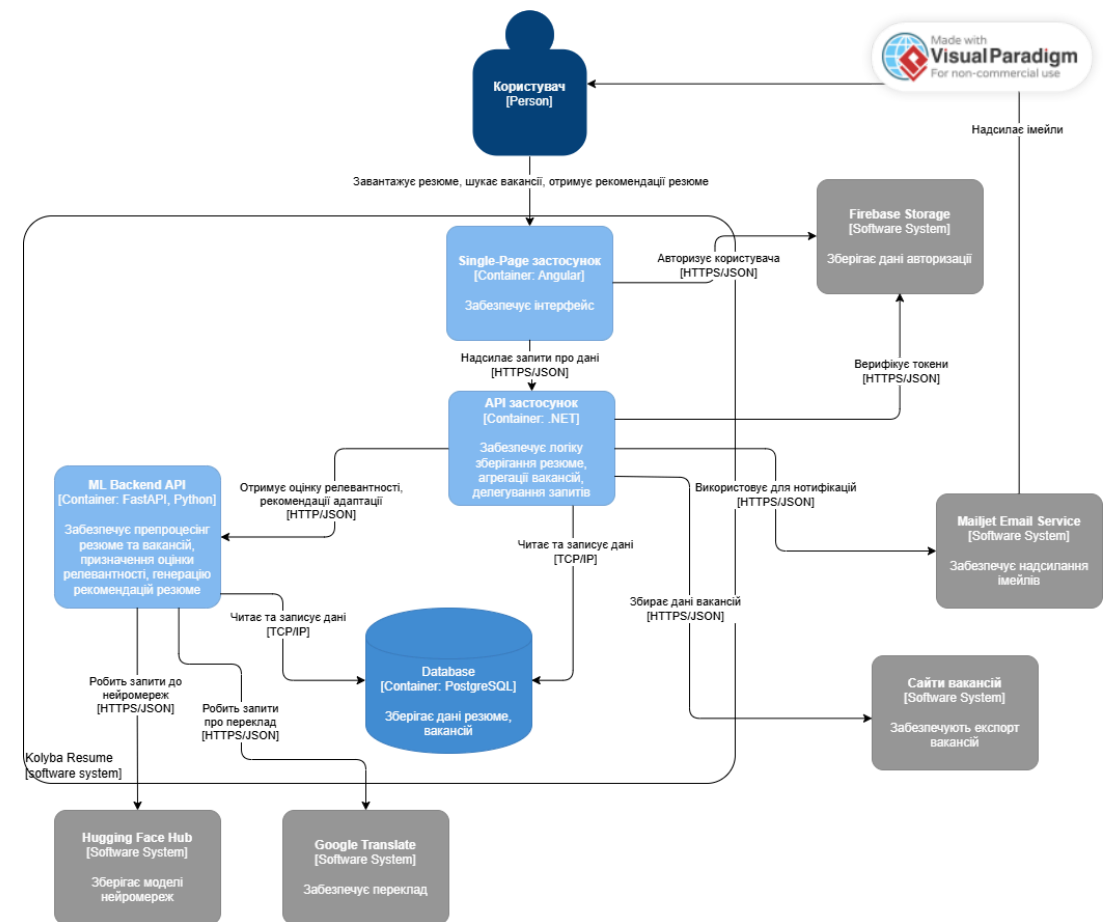 Made with
Visual Paradigm
For non-commercial use
Користувач
[Person]
Надсилає імейли
Завантажує резюме, шукає вакансії, отримує рекомендації резюме
Firebase Storage
[Software System]
Зберігає дані авторизації
Single-Page застосунок
[Container: Angular]
Забезпечує інтерфейс
Авторизує користувача
[HTTPS/JSON]
Надсилає запити про дані
[HTTPS/JSON]
Верифікує токени
[HTTPS/JSON]
API застосунок
[Container: .NET]
Забезпечує логіку
зберігання резюме,
агрегації вакансій,
делегування запитів
ML Backend API
[Container: FastAPI, Python]
Забезпечує препроцесінг
резюме та вакансій,
призначення оцінки
релевантності, генерацію
рекомендацій резюме
Отримує оцінку релевантності,
рекомендації адаптації
[HTTP/JSON]
Використовує для нотифікацій
[HTTPS/JSON]
Mailjet Email Service
[Software System]
Забезпечує надсилання
імейлів
Читає та записує дані
[TCP/IP]
Збирає дані вакансій
[HTTPS/JSON]
Читає та записує дані
[TCP/IP]
Database
[Container: PostgreSQL]
Зберігає дані резюме,
вакансій
Сайти вакансій
[Software System]
Забезпечують експорт
вакансій
Робить запити до
нейромереж
[HTTPS/JSON]
Робить запити
про переклад
[HTTPS/JSON]
Kolyba Resume
[software system]
Hugging Face Hub
[Software System]
Зберігає моделі
нейромереж
Google Translate
[Software System]
Забезпечує переклад